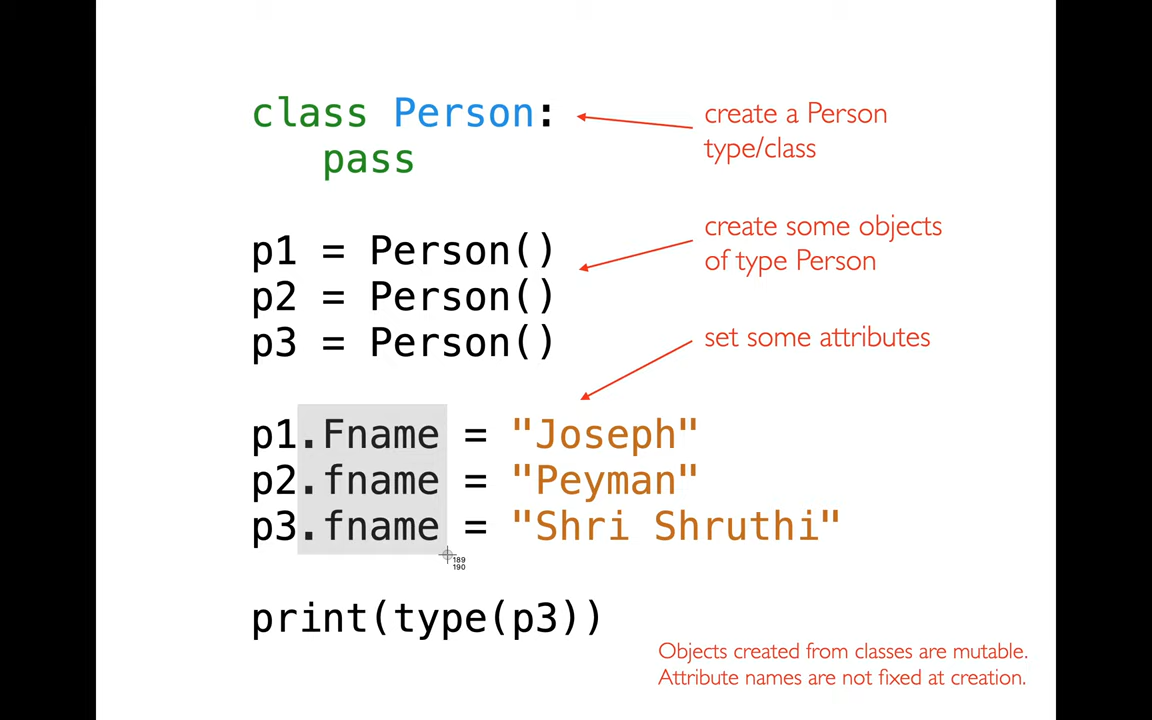 class Person:
pass
create a Person
type/class
p1 = Person()
p2 = Person()
p3 = Person()
create some objects
of type Person
set some attributes
p1.Fname = "Joseph"
p2.fname = "Peyman"
p3.fname = "Shri Shruthi"
189
190
print(type(p3))
Objects created from classes are mutable.
Attribute names are not fixed at creation.